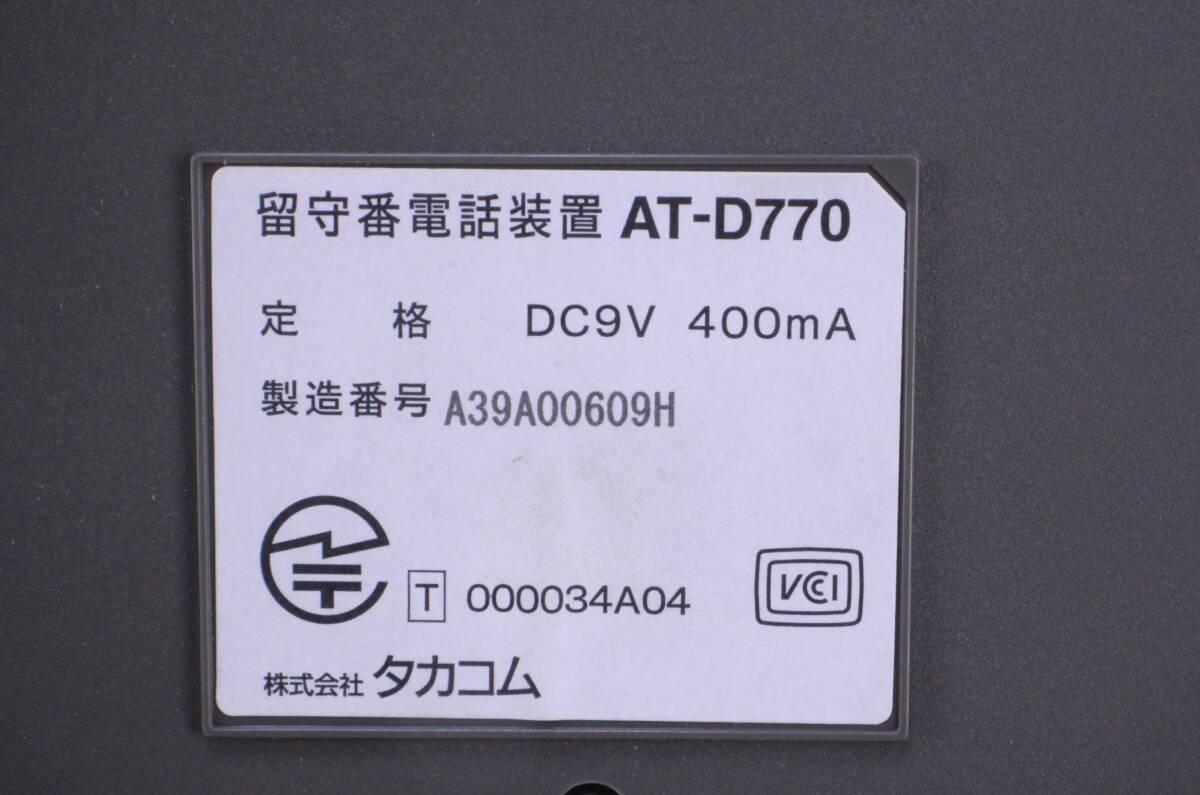 留守番電話装置 AT-D770
定 格 DC9V 400mA
製造番号 A39A00609H
T 000034A04
VCCI
株式会社 タカコム